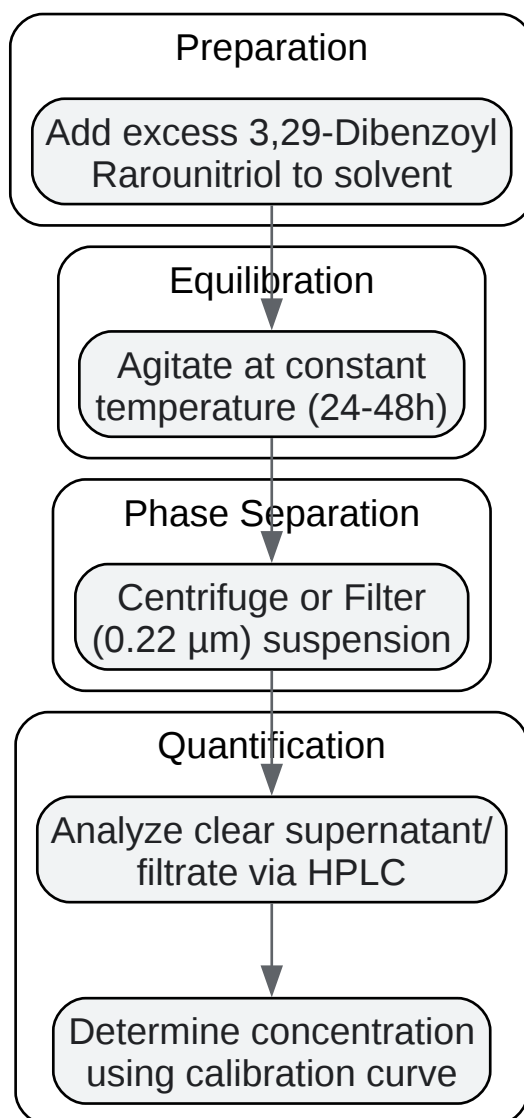 Preparation
Add excess 3,29-Dibenzoyl
Rarounitriol to solvent
Equilibration
Agitate at constant
temperature (24-48h)
Phase Separation
Centrifuge or Filter
(0.22 µm) suspension
Quantification
Analyze clear supernatant/
filtrate via HPLC
Determine concentration
using calibration curve